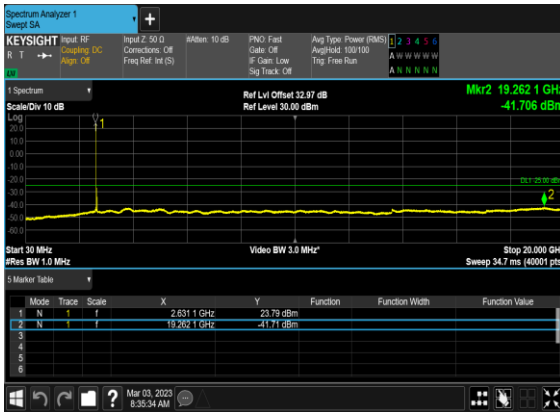 Spectrum Analyzer 1
Swept SA
+
KEYSIGHT
R T
LXI
Input: RF
Coupling: DC
Align: Off
Input Z: 50 Ω
Corrections: Off
Freq Ref: Int (S)
#Atten: 10 dB
PNO: Fast
Gate: Off
IF Gain: Low
Sig Track: Off
Avg Type: Power (RMS)
Avg|Hold: 100/100
Trig: Free Run
1 2 3 4 5 6
A W W W W W
A N N N N N
1 Spectrum
Scale/Div 10 dB
Ref Lvl Offset 32.97 dB
Ref Level 30.00 dBm
Mkr2 19.262 1 GHz
-41.706 dBm
Log
20.0
10.0
0.00
-10.0
-20.0
-30.0
-40.0
-50.0
-60.0
1
DL1 -25.00 dBm
2
Start 30 MHz
#Res BW 1.0 MHz
Video BW 3.0 MHz*
Stop 20.000 GHz
Sweep 34.7 ms (40001 pts)
5 Marker Table
Mode Trace Scale X Y Function Function Width Function Value
1 N 1 f 2.631 1 GHz 23.79 dBm
2 N 1 f 19.262 1 GHz -41.71 dBm
3
4
5
6
?
Mar 03, 2023
8:35:34 AM